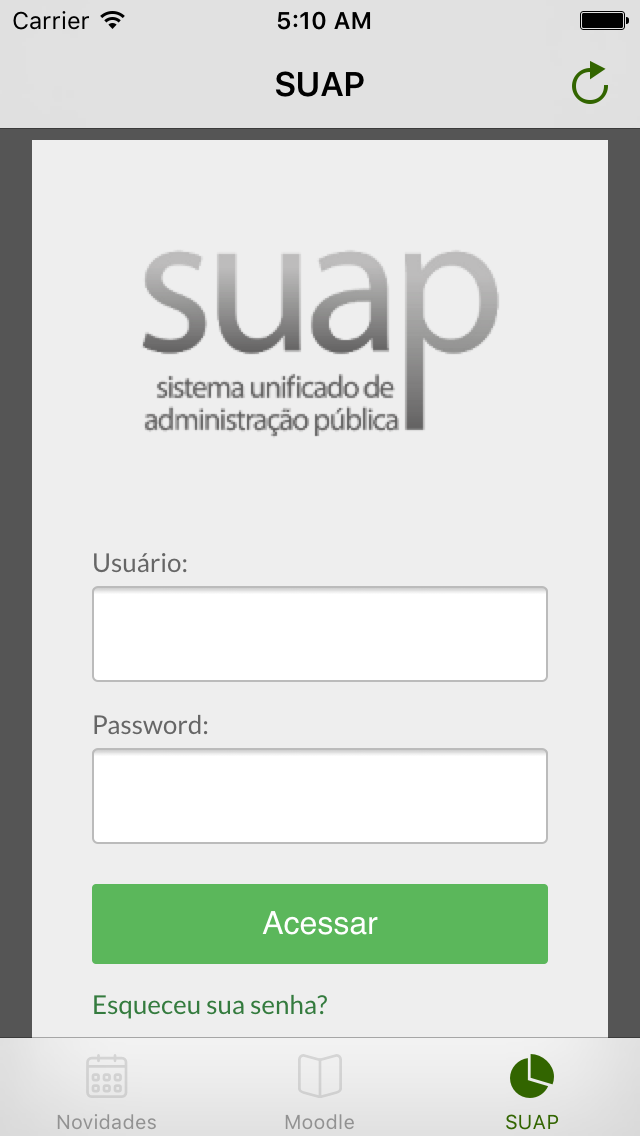 Carrier 5:10 AM
SUAP
suap
sistema unificado de
administração pública
Usuário:
Password:
Acessar
Esqueceu sua senha?
Novidades Moodle SUAP